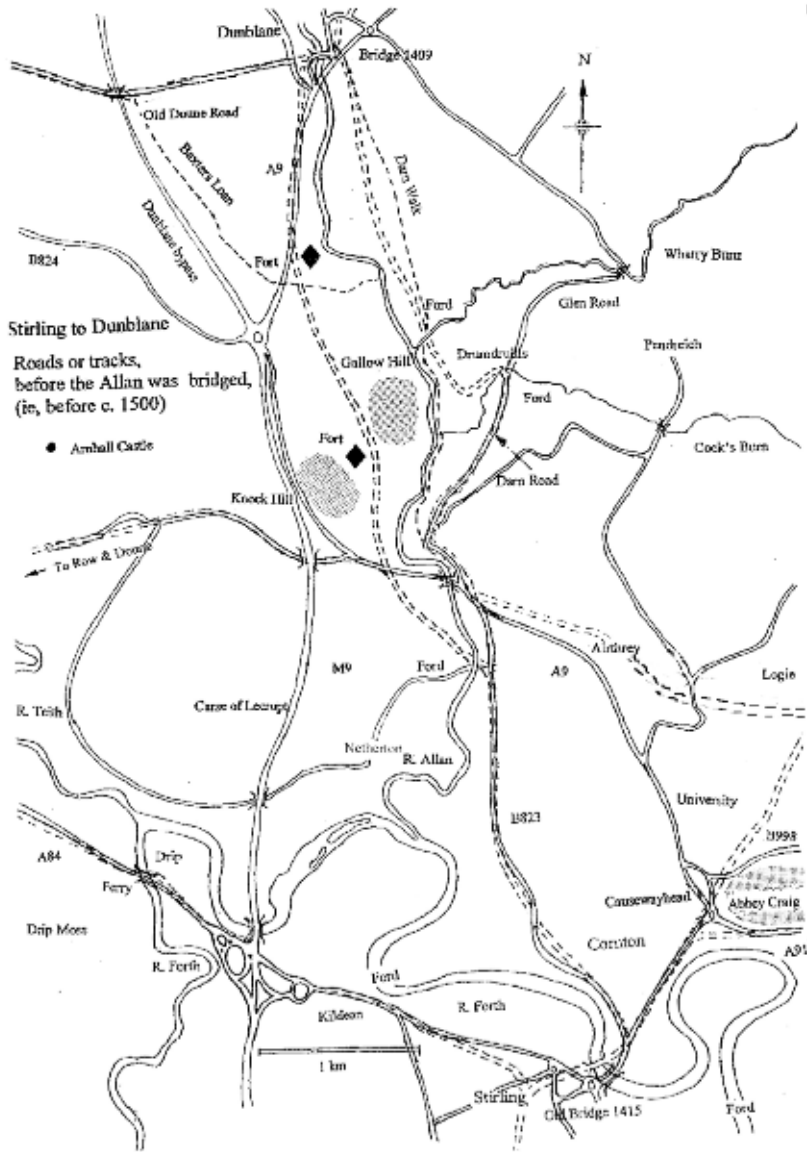 Dunblane
Bridge 1409
N
Old Doune Road
Baxters Loan
A9
Darn Walk
Dunblane bypass
B824
Fort
Wharry Burn
Ford
Glen Road
Stirling to Dunblane
Roads or tracks,
before the Allan was bridged,
(ie, before c. 1500)
Gallow Hill
Drumdruills
Pendreich
Ford
Arnhall Castle
Fort
Cock's Burn
Knock Hill
Darn Road
To Row & Doune
Airthrey
Ford
M9
A9
Logie
R. Teith
Carse of Lecropt
Netherton
R. Allan
University
B823
B998
A84
Drip
Ferry
Causewayhead
Abbey Craig
Drip Moss
Cornton
R. Forth
Ford
R. Forth
Kildean
1 km
Stirling
Old Bridge 1415
Ford